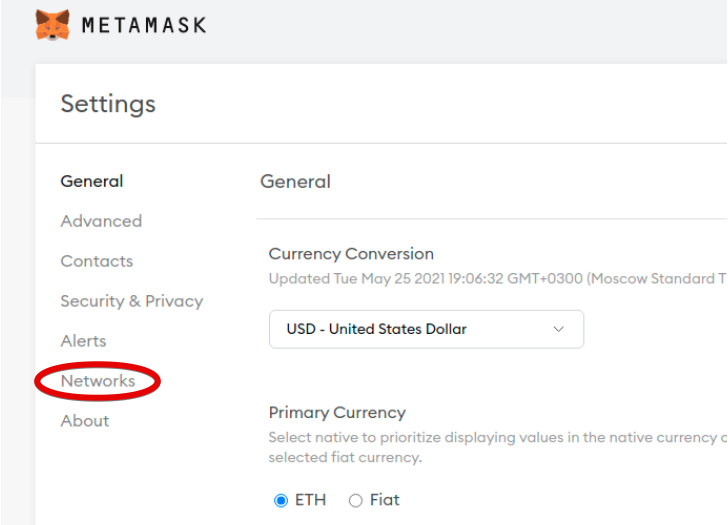 METAMASK
Settings
General
Advanced
Contacts
Security & Privacy
Alerts
Networks
About
General
Currency Conversion
Updated Tue May 25 2021 19:06:32 GMT+0300 (Moscow Standard T
USD - United States Dollar
Primary Currency
Select native to prioritize displaying values in the native currency
selected fiat currency.
ETH
Fiat